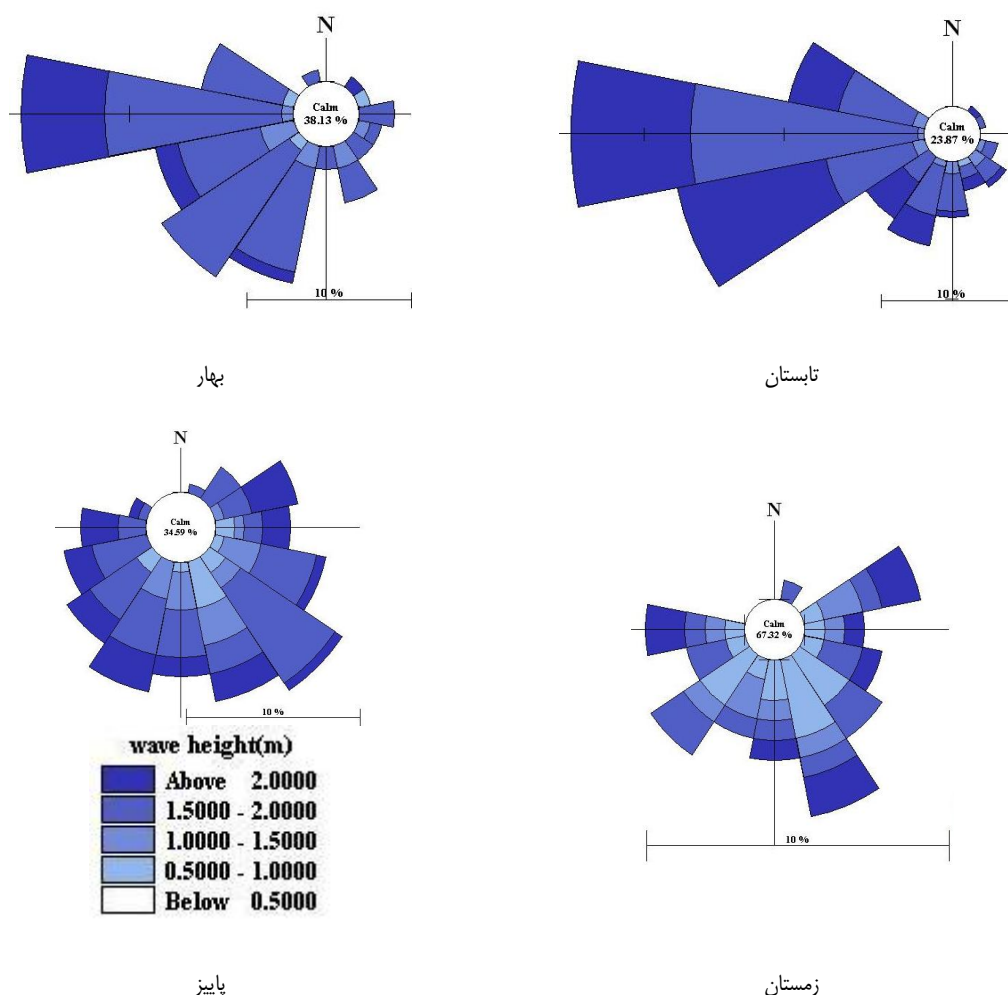 N
Calm
38.13 %
10 %
بهار
N
Calm
23.87 %
10 %
تابستان
N
Calm
34.59 %
10 %
wave height(m)
Above 2.0000
1.5000 - 2.0000
1.0000 - 1.5000
0.5000 - 1.0000
Below 0.5000
پاییز
N
Calm
67.32 %
10 %
زمستان